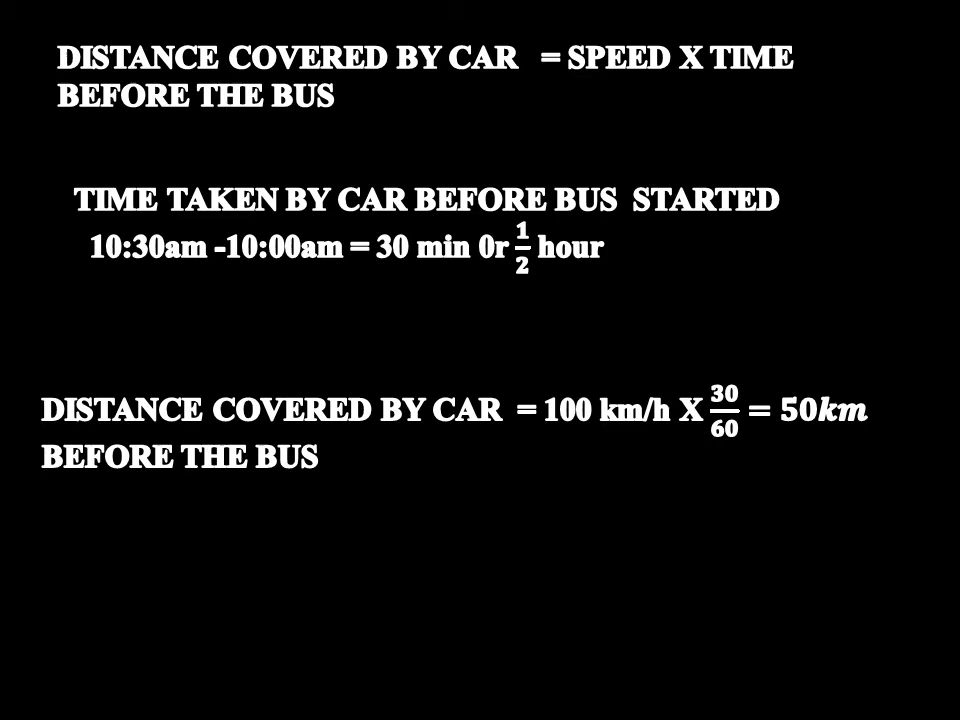 DISTANCE COVERED BY CAR = SPEED X TIME
BEFORE THE BUS
TIME TAKEN BY CAR BEFORE BUS STARTED
10:30am -10:00am = 30 min 0r 1/2 hour
DISTANCE COVERED BY CAR = 100 km/h X 30/60 = 50km
BEFORE THE BUS